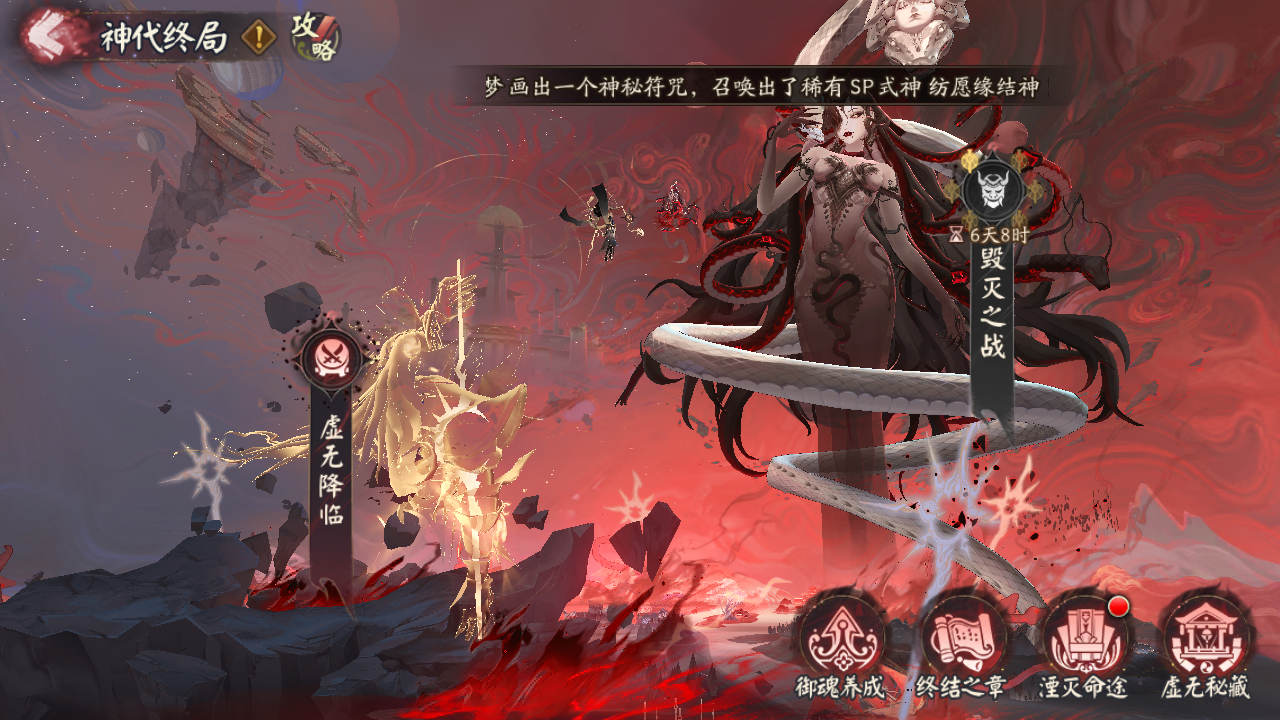 神代终局
!
攻略
梦画出一个神秘符咒，召唤出了稀有SP式神 纺愿缘结神
6天8时
毁灭之战
虚无降临
御魂养成
终结之章
湮灭命途
虚无秘藏